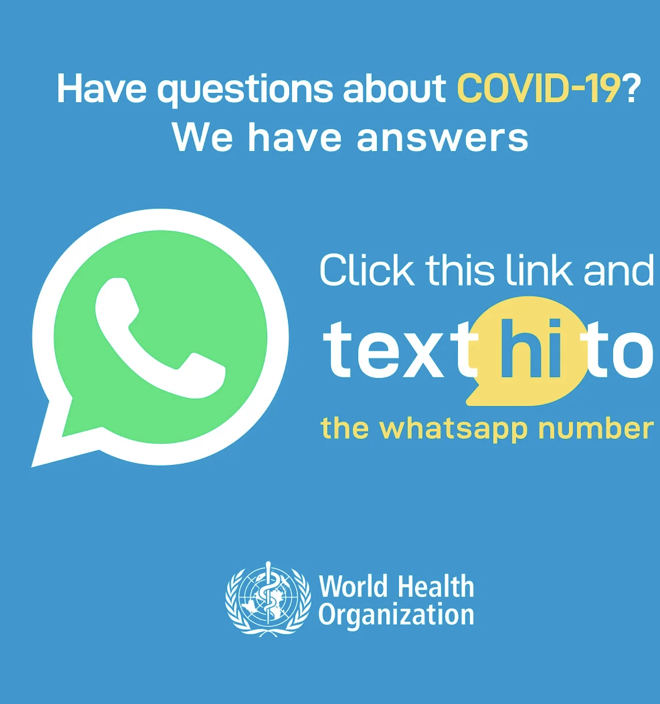 Have questions about COVID-19?
We have answers
Click this link and
text hi to
the whatsapp number
World Health
Organization